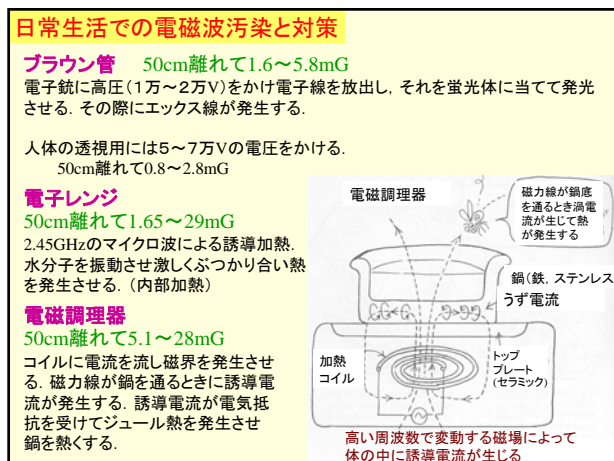 日常生活での電磁波汚染と対策
ブラウン管　50cm離れて1.6～5.8mG
電子銃に高圧(1万～2万V)をかけ電子線を放出し, それを蛍光体に当てて発光
させる. その際にエックス線が発生する.
人体の透視用には5～7万Vの電圧をかける.
50cm離れて0.8～2.8mG
電子レンジ
50cm離れて1.65～29mG
2.45GHzのマイクロ波による誘導加熱.
水分子を振動させ激しくぶつかり合い熱
を発生させる. (内部加熱)
電磁調理器
50cm離れて5.1～28mG
コイルに電流を流し磁界を発生させ
る. 磁力線が鍋を通るときに誘導電
流が発生する. 誘導電流が電気抵
抗を受けてジュール熱を発生させ
鍋を熱くする.
電磁調理器
磁力線が鍋底
を通るとき渦電
流が生じて熱
が発生する
鍋(鉄, ステンレス
うず電流
加熱
コイル
トップ
プレート
(セラミック)
高い周波数で変動する磁場によって
体の中に誘導電流が生じる